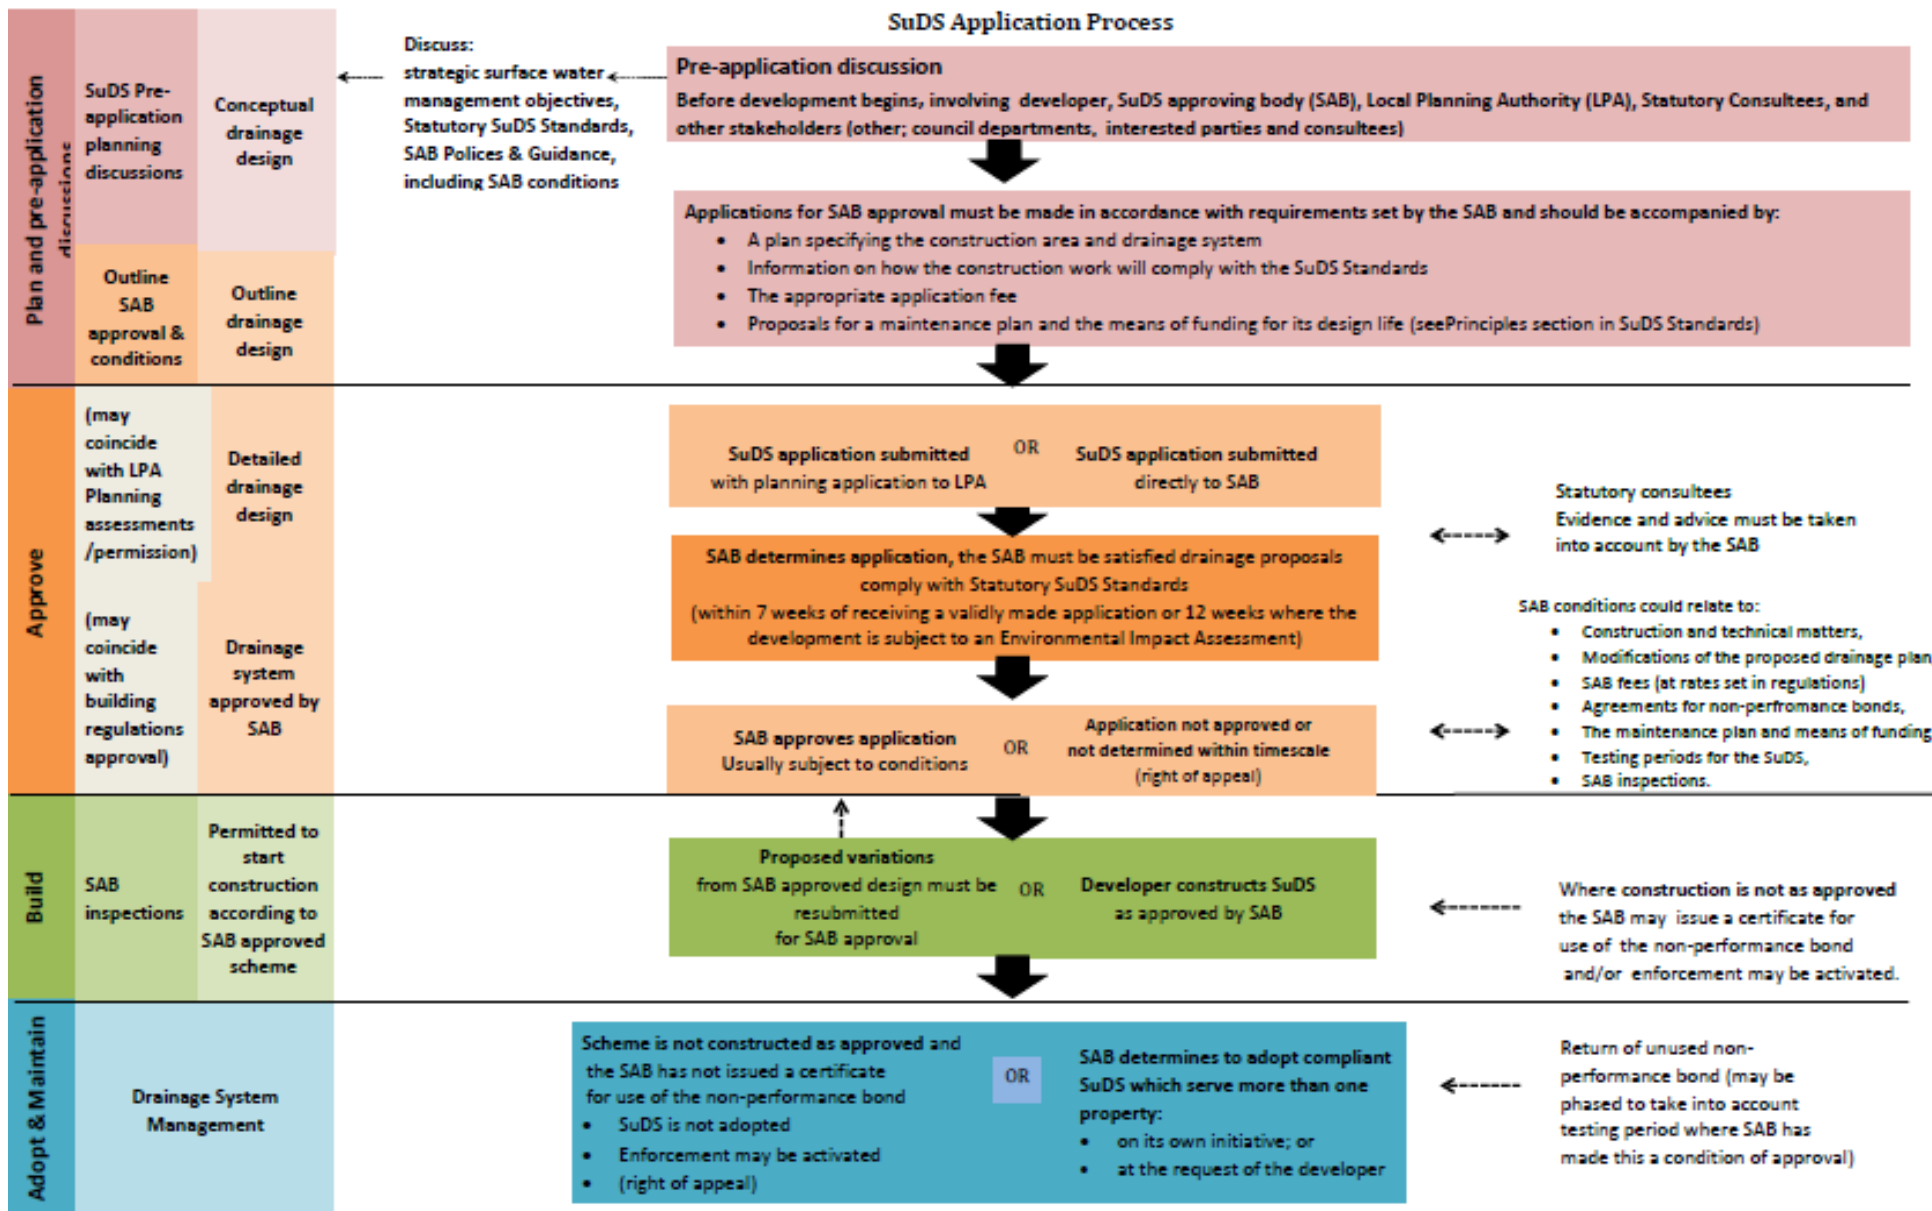 SuDS Application Process
Plan and pre-application
discussions
SuDS Pre-
application
planning
discussions
Conceptual
drainage
design
Discuss:
strategic surface water
management objectives,
Statutory SuDS Standards,
SAB Polices & Guidance,
including SAB conditions
Pre-application discussion
Before development begins, involving developer, SuDS approving body (SAB), Local Planning Authority (LPA), Statutory Consultees, and
other stakeholders (other; council departments, interested parties and consultees)
Applications for SAB approval must be made in accordance with requirements set by the SAB and should be accompanied by:
• A plan specifying the construction area and drainage system
• Information on how the construction work will comply with the SuDS Standards
• The appropriate application fee
• Proposals for a maintenance plan and the means of funding for its design life (seePrinciples section in SuDS Standards)
Outline
SAB
approval &
conditions
Outline
drainage
design
Approve
(may
coincide
with LPA
Planning
assessments
/permission)
Detailed
drainage
design
SuDS application submitted
with planning application to LPA
OR
SuDS application submitted
directly to SAB
Statutory consultees
Evidence and advice must be taken
into account by the SAB
SAB determines application, the SAB must be satisfied drainage proposals
comply with Statutory SuDS Standards
(within 7 weeks of receiving a validly made application or 12 weeks where the
development is subject to an Environmental Impact Assessment)
(may
coincide
with
building
regulations
approval)
Drainage
system
approved by
SAB
SAB approves application
Usually subject to conditions
OR
Application not approved or
not determined within timescale
(right of appeal)
SAB conditions could relate to:
• Construction and technical matters,
• Modifications of the proposed drainage plan,
• SAB fees (at rates set in regulations)
• Agreements for non-perfromance bonds,
• The maintenance plan and means of funding
• Testing periods for the SuDS,
• SAB inspections.
Build
SAB
inspections
Permitted to
start
construction
according to
SAB approved
scheme
Proposed variations
from SAB approved design must be
resubmitted
for SAB approval
OR
Developer constructs SuDS
as approved by SAB
Where construction is not as approved
the SAB may issue a certificate for
use of the non-performance bond
and/or enforcement may be activated.
Adopt & Maintain
Drainage System
Management
Scheme is not constructed as approved and
the SAB has not issued a certificate
for use of the non-performance bond
• SuDS is not adopted
• Enforcement may be activated
• (right of appeal)
OR
SAB determines to adopt compliant
SuDS which serve more than one
property:
• on its own initiative; or
• at the request of the developer
Return of unused non-
performance bond (may be
phased to take into account
testing period where SAB has
made this a condition of approval)